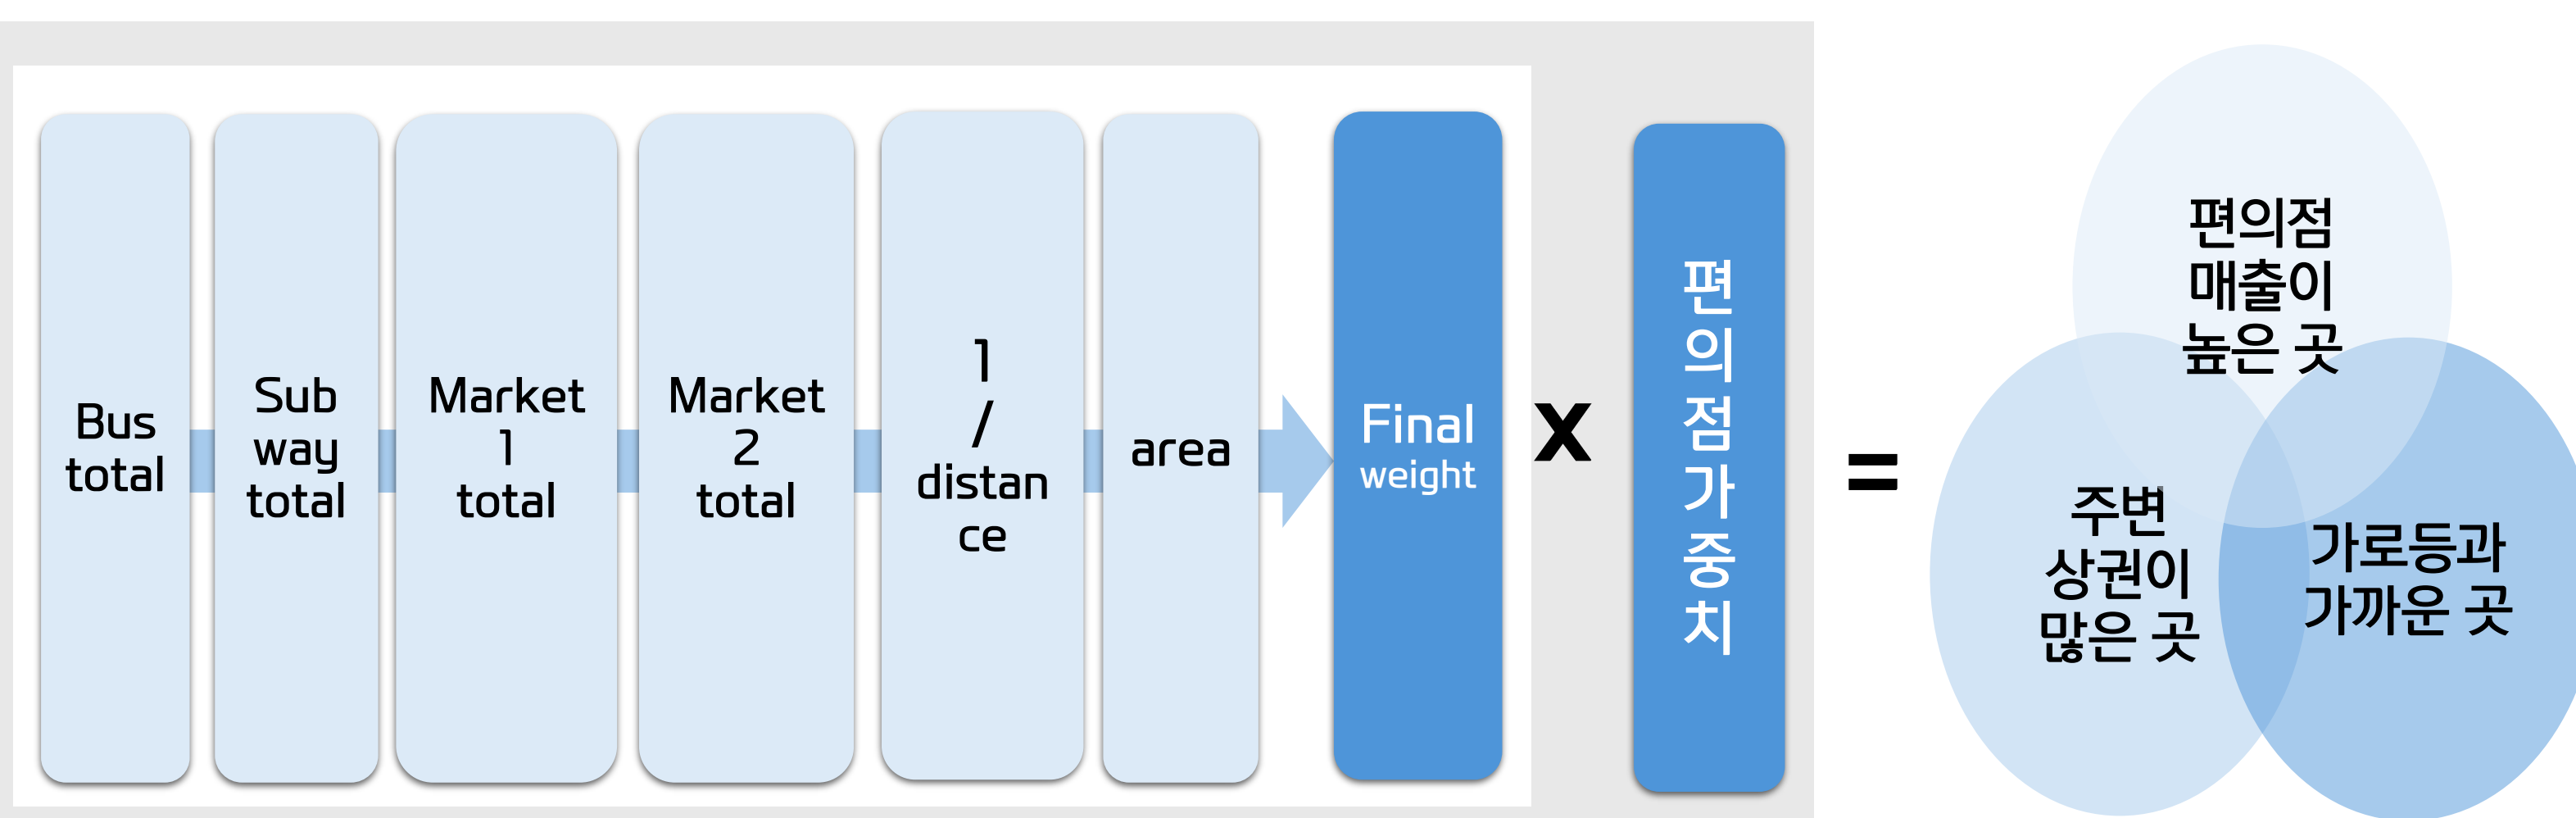 Bus
total
Sub
way
total
Market
1
total
Market
2
total
1
/
distan
ce
area
Final
weight
X
편
의
점
가
중
치
=
편의점
매출이
높은 곳
주변
상권이
많은 곳
가로등과
가까운 곳